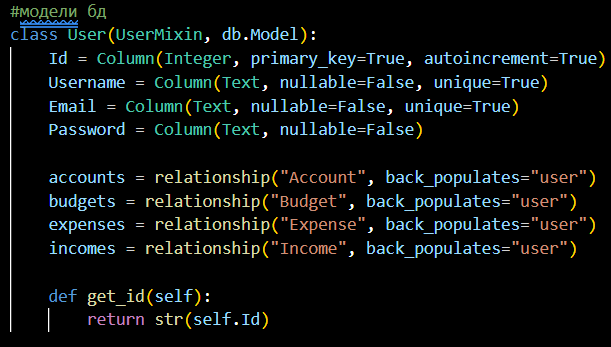 #модели бд
class User(UserMixin, db.Model):
    Id = Column(Integer, primary_key=True, autoincrement=True)
    Username = Column(Text, nullable=False, unique=True)
    Email = Column(Text, nullable=False, unique=True)
    Password = Column(Text, nullable=False)

    accounts = relationship("Account", back_populates="user")
    budgets = relationship("Budget", back_populates="user")
    expenses = relationship("Expense", back_populates="user")
    incomes = relationship("Income", back_populates="user")

    def get_id(self):
        return str(self.Id)